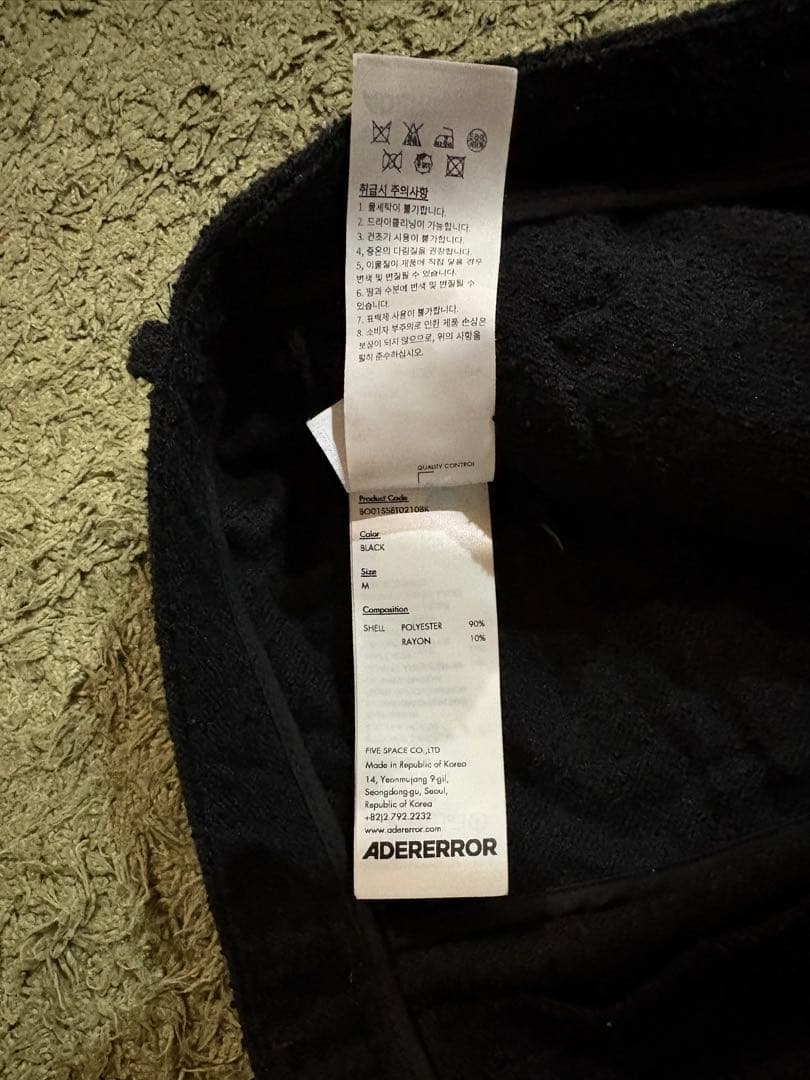 취급시 주의사항
1. 물세탁이 불가합니다.
2. 드라이클리닝이 가능합니다.
3. 건조기 사용이 불가합니다.
4, 중온의 다림질을 권장합니다.
5, 이물질이 제품에 직접 닿을 경우
변색 및 변질될 수 있습니다.
6. 땀과 수분에 변색 및 변질될 수
있습니다.
7. 표백제 사용이 불가합니다.
8. 소비자 부주의로 인한 제품 손상은
보상이 되지 않으므로, 위의 사항을
필히 준수하십시오.
QUALITY CONTROL
Product Code
BO01SSBT0210BK
Color
BLACK
Size
M
Composition
SHELL POLYESTER 90%
RAYON 10%
FIVE SPACE CO.,LTD
Made in Republic of Korea
14, Yeonmujang 9-gil,
Seongdong-gu, Seoul,
Republic of Korea
+82)2.792.2232
www.adererror.com
ADERERROR